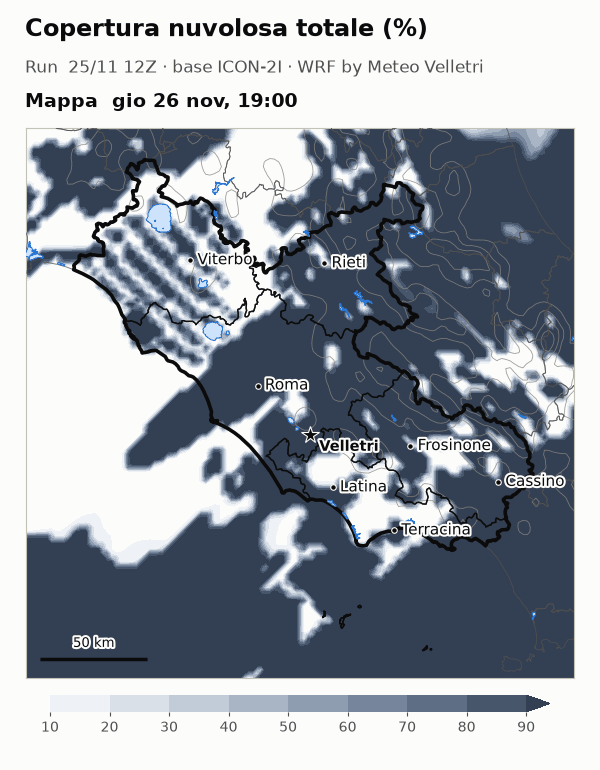 Copertura nuvolosa totale (%)
Run 25/11 12Z · base ICON-2I · WRF by Meteo Velletri
Mappa gio 26 nov, 19:00
Viterbo
Rieti
Roma
Velletri
Frosinone
Cassino
Latina
Terracina
50 km
10 20 30 40 50 60 70 80 90